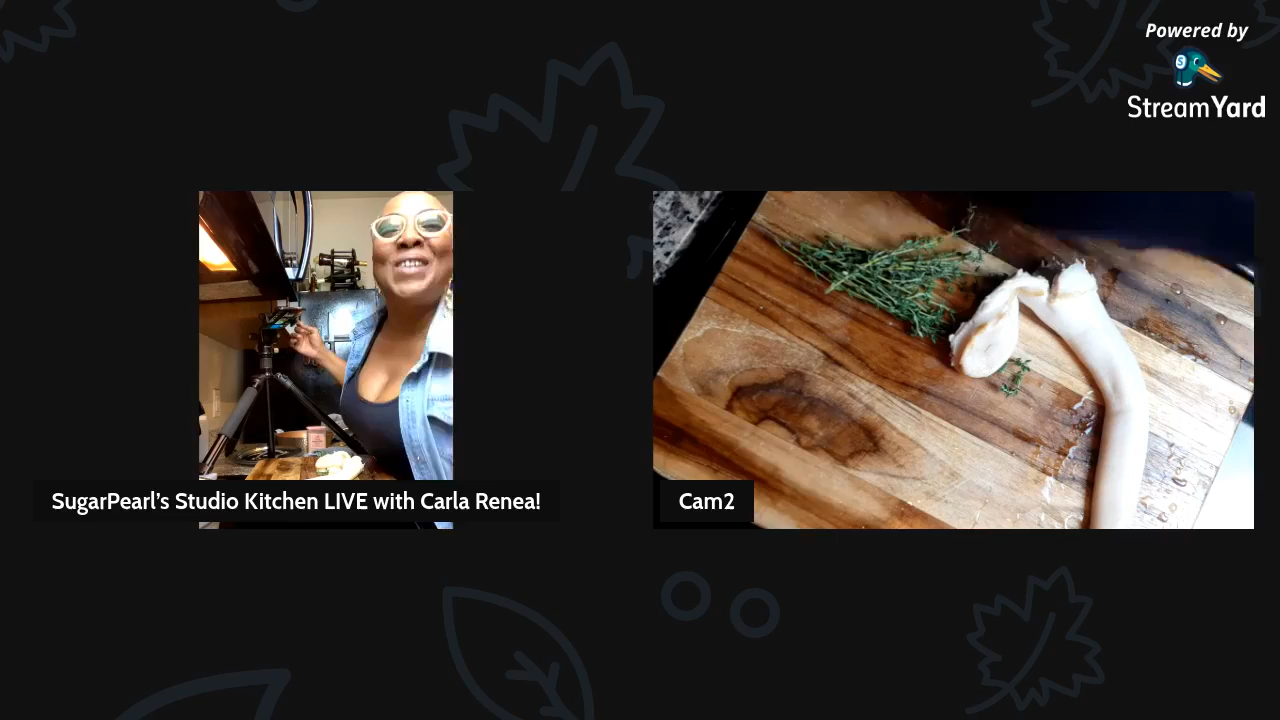 Powered by
S
StreamYard
SugarPearl's Studio Kitchen LIVE with Carla Renea!
Cam2